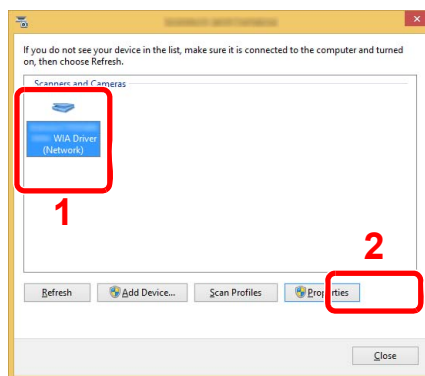 If you do not see your device in the list, make sure it is connected to the computer and turned
on, then choose Refresh.
Scanners and Cameras
WIA Driver
(Network)
1
2
Refresh
Add Device...
Scan Profiles
Properties
Close